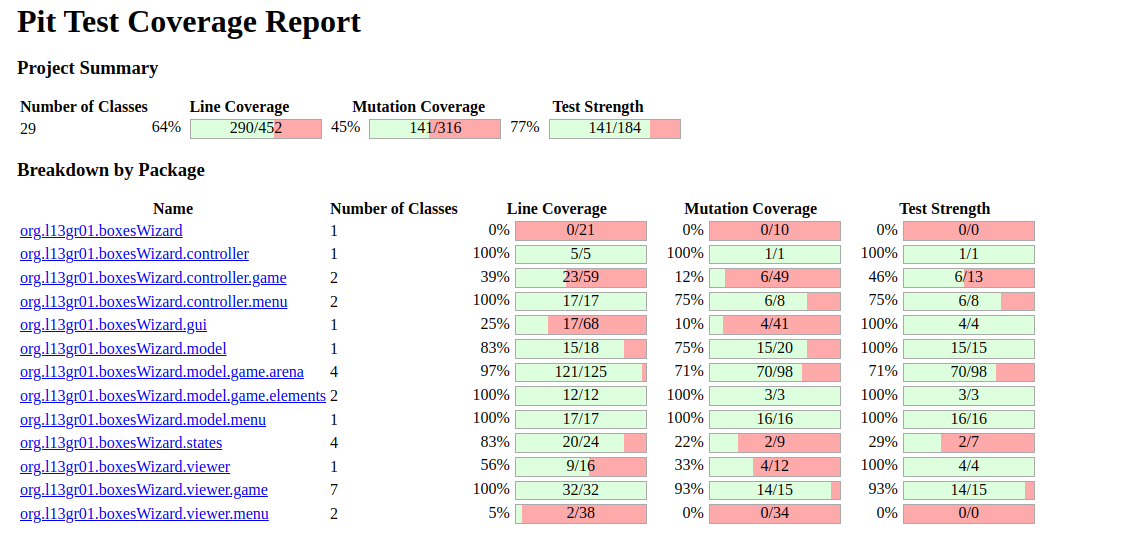 Pit Test Coverage Report
Project Summary
Number of Classes Line Coverage Mutation Coverage Test Strength
29 64% 290/452 45% 141/316 77% 141/184
Breakdown by Package
Name Number of Classes Line Coverage Mutation Coverage Test Strength
org.l13gr01.boxesWizard 1 0% 0/21 0% 0/10 0% 0/0
org.l13gr01.boxesWizard.controller 1 100% 5/5 100% 1/1 100% 1/1
org.l13gr01.boxesWizard.controller.game 2 39% 23/59 12% 6/49 46% 6/13
org.l13gr01.boxesWizard.controller.menu 2 100% 17/17 75% 6/8 75% 6/8
org.l13gr01.boxesWizard.gui 1 25% 17/68 10% 4/41 100% 4/4
org.l13gr01.boxesWizard.model 1 83% 15/18 75% 15/20 100% 15/15
org.l13gr01.boxesWizard.model.game.arena 4 97% 121/125 71% 70/98 71% 70/98
org.l13gr01.boxesWizard.model.game.elements 2 100% 12/12 100% 3/3 100% 3/3
org.l13gr01.boxesWizard.model.menu 1 100% 17/17 100% 16/16 100% 16/16
org.l13gr01.boxesWizard.states 4 83% 20/24 22% 2/9 29% 2/7
org.l13gr01.boxesWizard.viewer 1 56% 9/16 33% 4/12 100% 4/4
org.l13gr01.boxesWizard.viewer.game 7 100% 32/32 93% 14/15 93% 14/15
org.l13gr01.boxesWizard.viewer.menu 2 5% 2/38 0% 0/34 0% 0/0